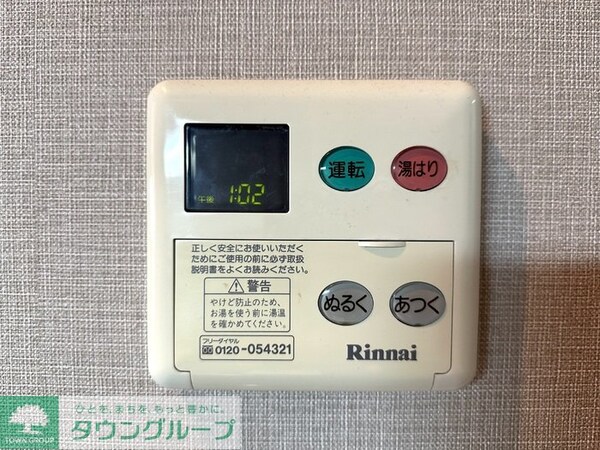 午後 1:02
運転
湯はり
正しく安全にお使いいただく
ためにご使用の前に必ず取扱
説明書をよくお読みください。
警告
やけど防止のため、
お湯を使う前に湯温
を確かめてください。
フリーダイヤル
0120-054321
ぬるく
あつく
Rinnai
TOWN GROUP
ひとを、まちを、もっと豊かに。
タウングループ